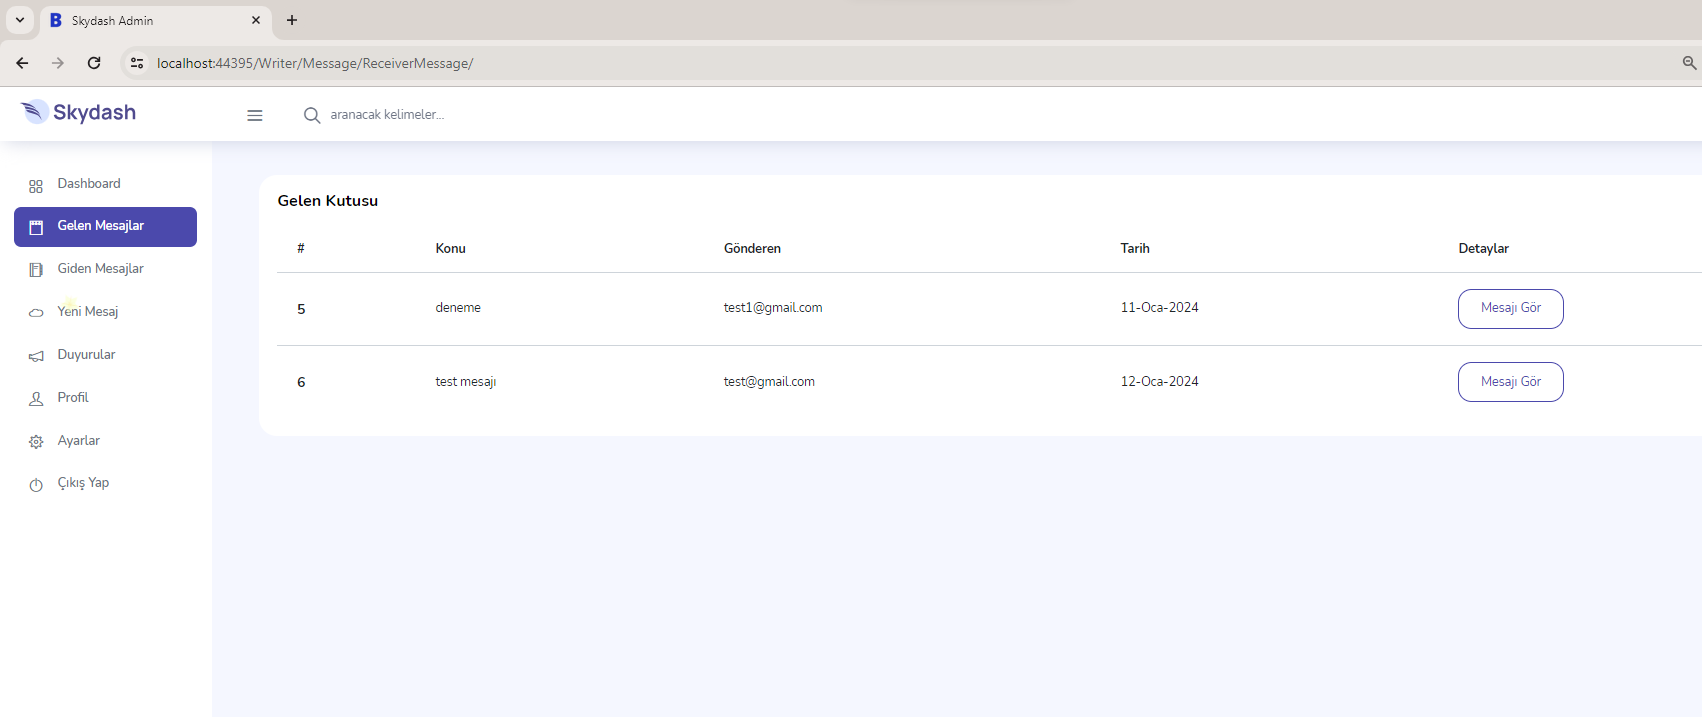 Skydash Admin
localhost:44395/Writer/Message/ReceiverMessage/
Skydash
aranacak kelimeler...
Dashboard
Gelen Mesajlar
Giden Mesajlar
Yeni Mesaj
Duyurular
Profil
Ayarlar
Çıkış Yap
Gelen Kutusu
# Konu Gönderen Tarih Detaylar
5 deneme test1@gmail.com 11-Oca-2024 Mesajı Gör
6 test mesajı test@gmail.com 12-Oca-2024 Mesajı Gör